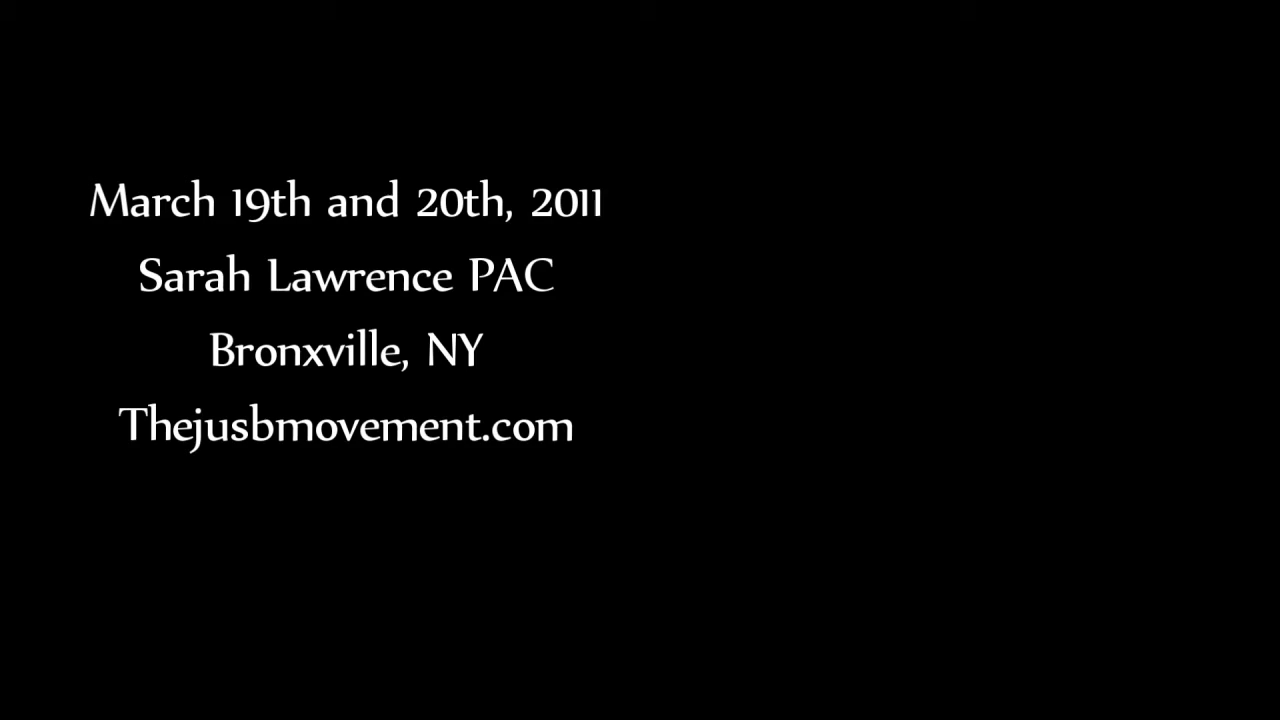 March 19th and 20th, 2011
Sarah Lawrence PAC
Bronxville, NY
Thejusbmovement.com